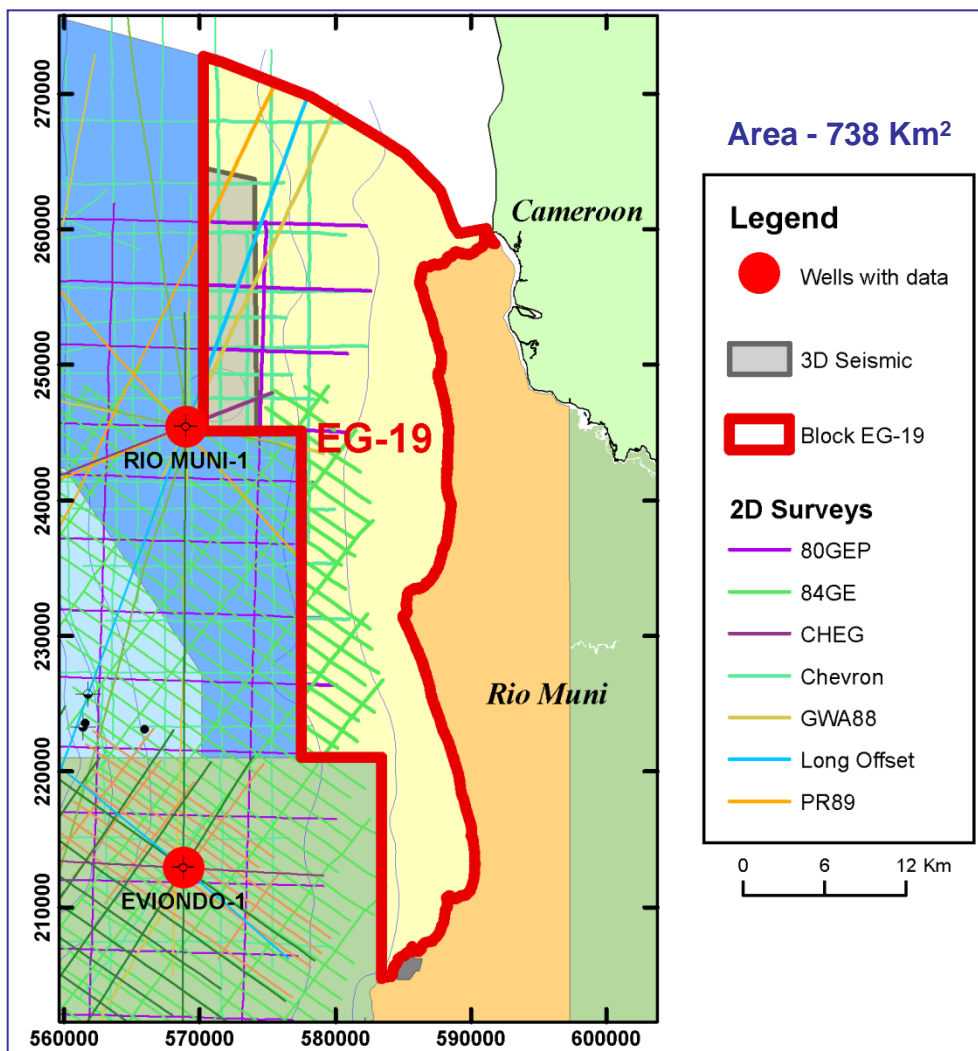 270000
260000
250000
240000
230000
220000
210000
560000
570000
580000
590000
600000
Cameroon
EG-19
RIO MUNI-1
Rio Muni
EVIONDO-1
Area - 738 Km²
Legend
Wells with data
3D Seismic
Block EG-19
2D Surveys
80GEP
84GE
CHEG
Chevron
GWA88
Long Offset
PR89
0 6 12 Km